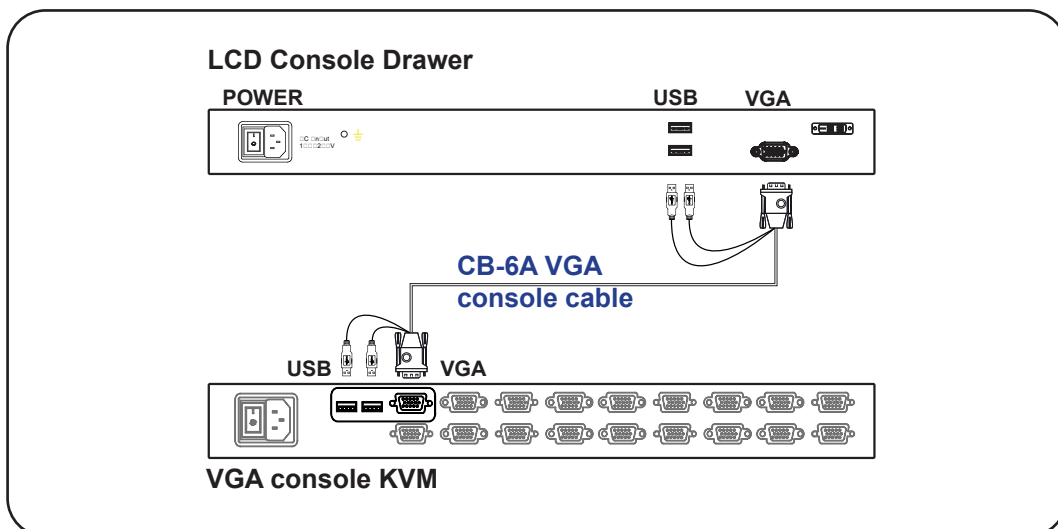 LCD Console Drawer
POWER
USB VGA
CB-6A VGA
console cable
USB VGA
VGA console KVM